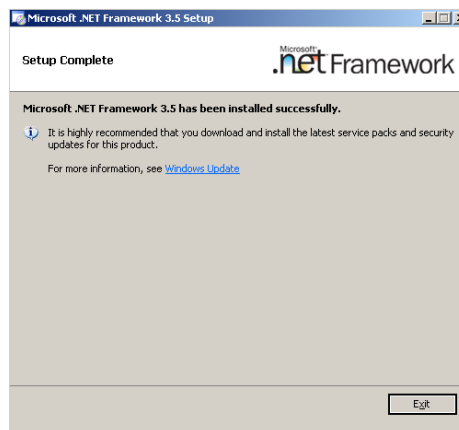 Microsoft .NET Framework 3.5 Setup
Setup Complete
Microsoft
.net Framework
Microsoft .NET Framework 3.5 has been installed successfully.
It is highly recommended that you download and install the latest service packs and security
updates for this product.
For more information, see Windows Update
Exit